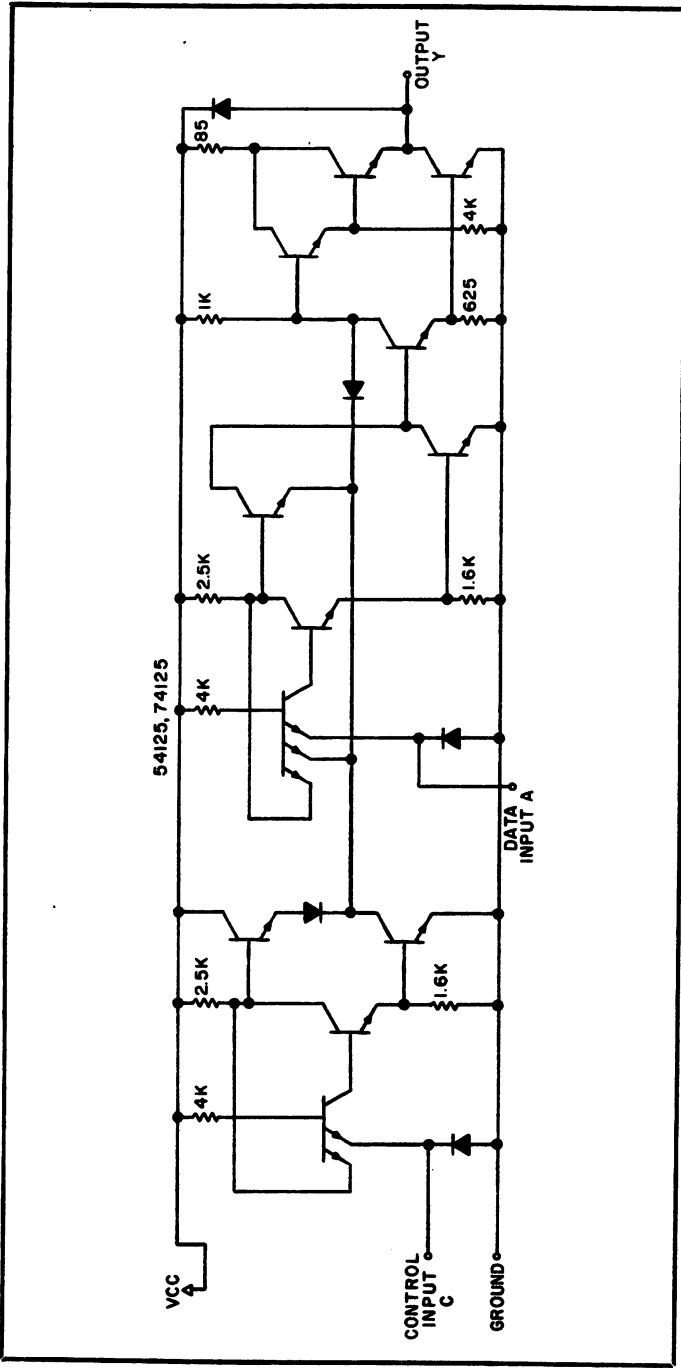 54125, 74125
VCC
4K
2.5K
4K
2.5K
1K
85
1.6K
1.6K
625
4K
OUTPUT
Y
DATA
INPUT A
CONTROL
INPUT
C
GROUND